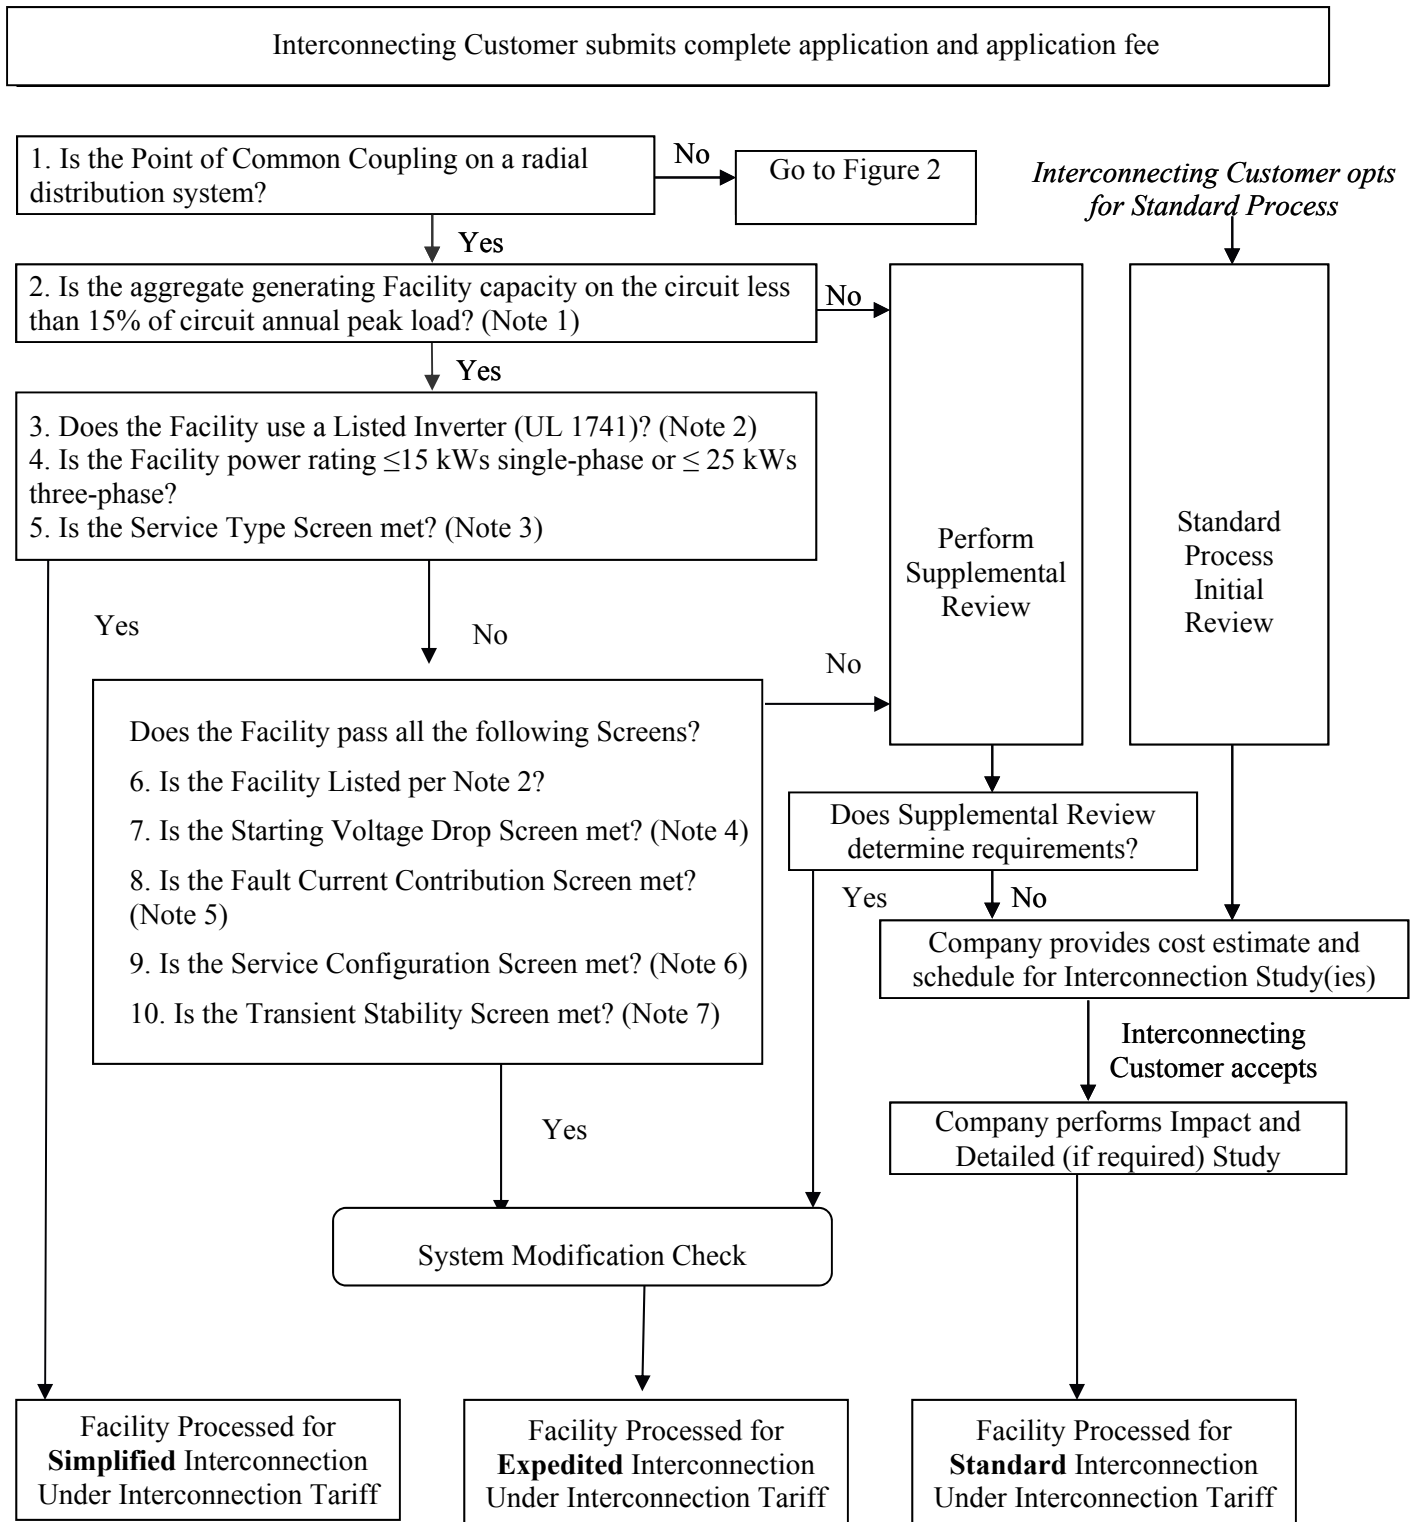 Interconnecting Customer submits complete application and application fee
1. Is the Point of Common Coupling on a radial
distribution system?
No
Go to Figure 2
Interconnecting Customer opts
for Standard Process
Yes
2. Is the aggregate generating Facility capacity on the circuit less
than 15% of circuit annual peak load? (Note 1)
No
Yes
3. Does the Facility use a Listed Inverter (UL 1741)? (Note 2)
4. Is the Facility power rating ≤15 kWs single-phase or ≤ 25 kWs
three-phase?
5. Is the Service Type Screen met? (Note 3)
Perform
Supplemental
Review
Standard
Process
Initial
Review
Yes
No
No
Does the Facility pass all the following Screens?
6. Is the Facility Listed per Note 2?
7. Is the Starting Voltage Drop Screen met? (Note 4)
8. Is the Fault Current Contribution Screen met?
(Note 5)
9. Is the Service Configuration Screen met? (Note 6)
10. Is the Transient Stability Screen met? (Note 7)
Does Supplemental Review
determine requirements?
Yes
No
Company provides cost estimate and
schedule for Interconnection Study(ies)
Interconnecting
Customer accepts
Company performs Impact and
Detailed (if required) Study
Yes
System Modification Check
Facility Processed for
Simplified Interconnection
Under Interconnection Tariff
Facility Processed for
Expedited Interconnection
Under Interconnection Tariff
Facility Processed for
Standard Interconnection
Under Interconnection Tariff